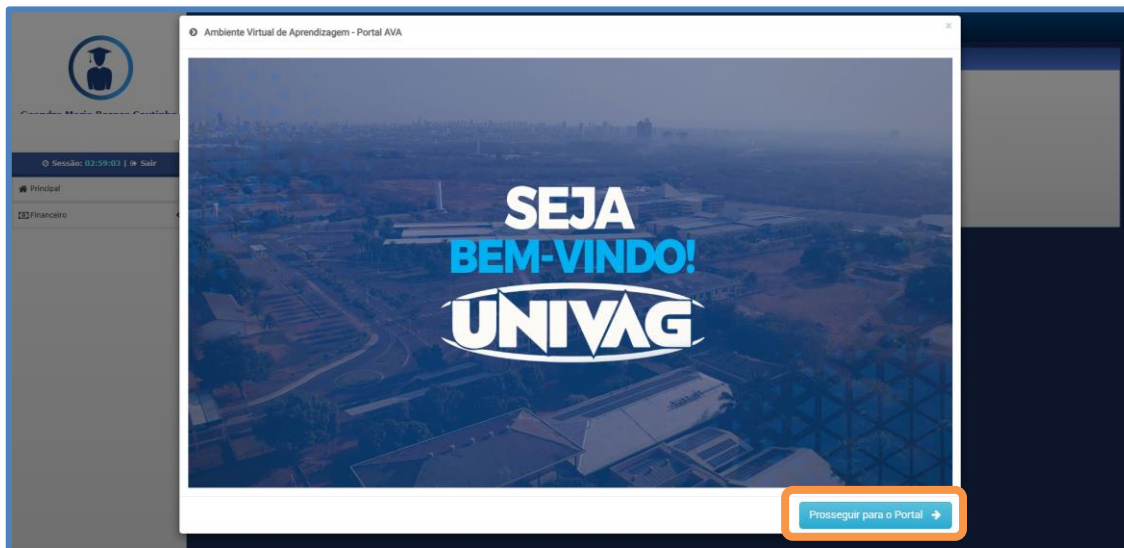 Ambiente Virtual de Aprendizagem - Portal AVA
×
Sessão: 02:59:03 | Sair
Principal
Financeiro
SEJA
BEM-VINDO!
UNIVAG
Prosseguir para o Portal